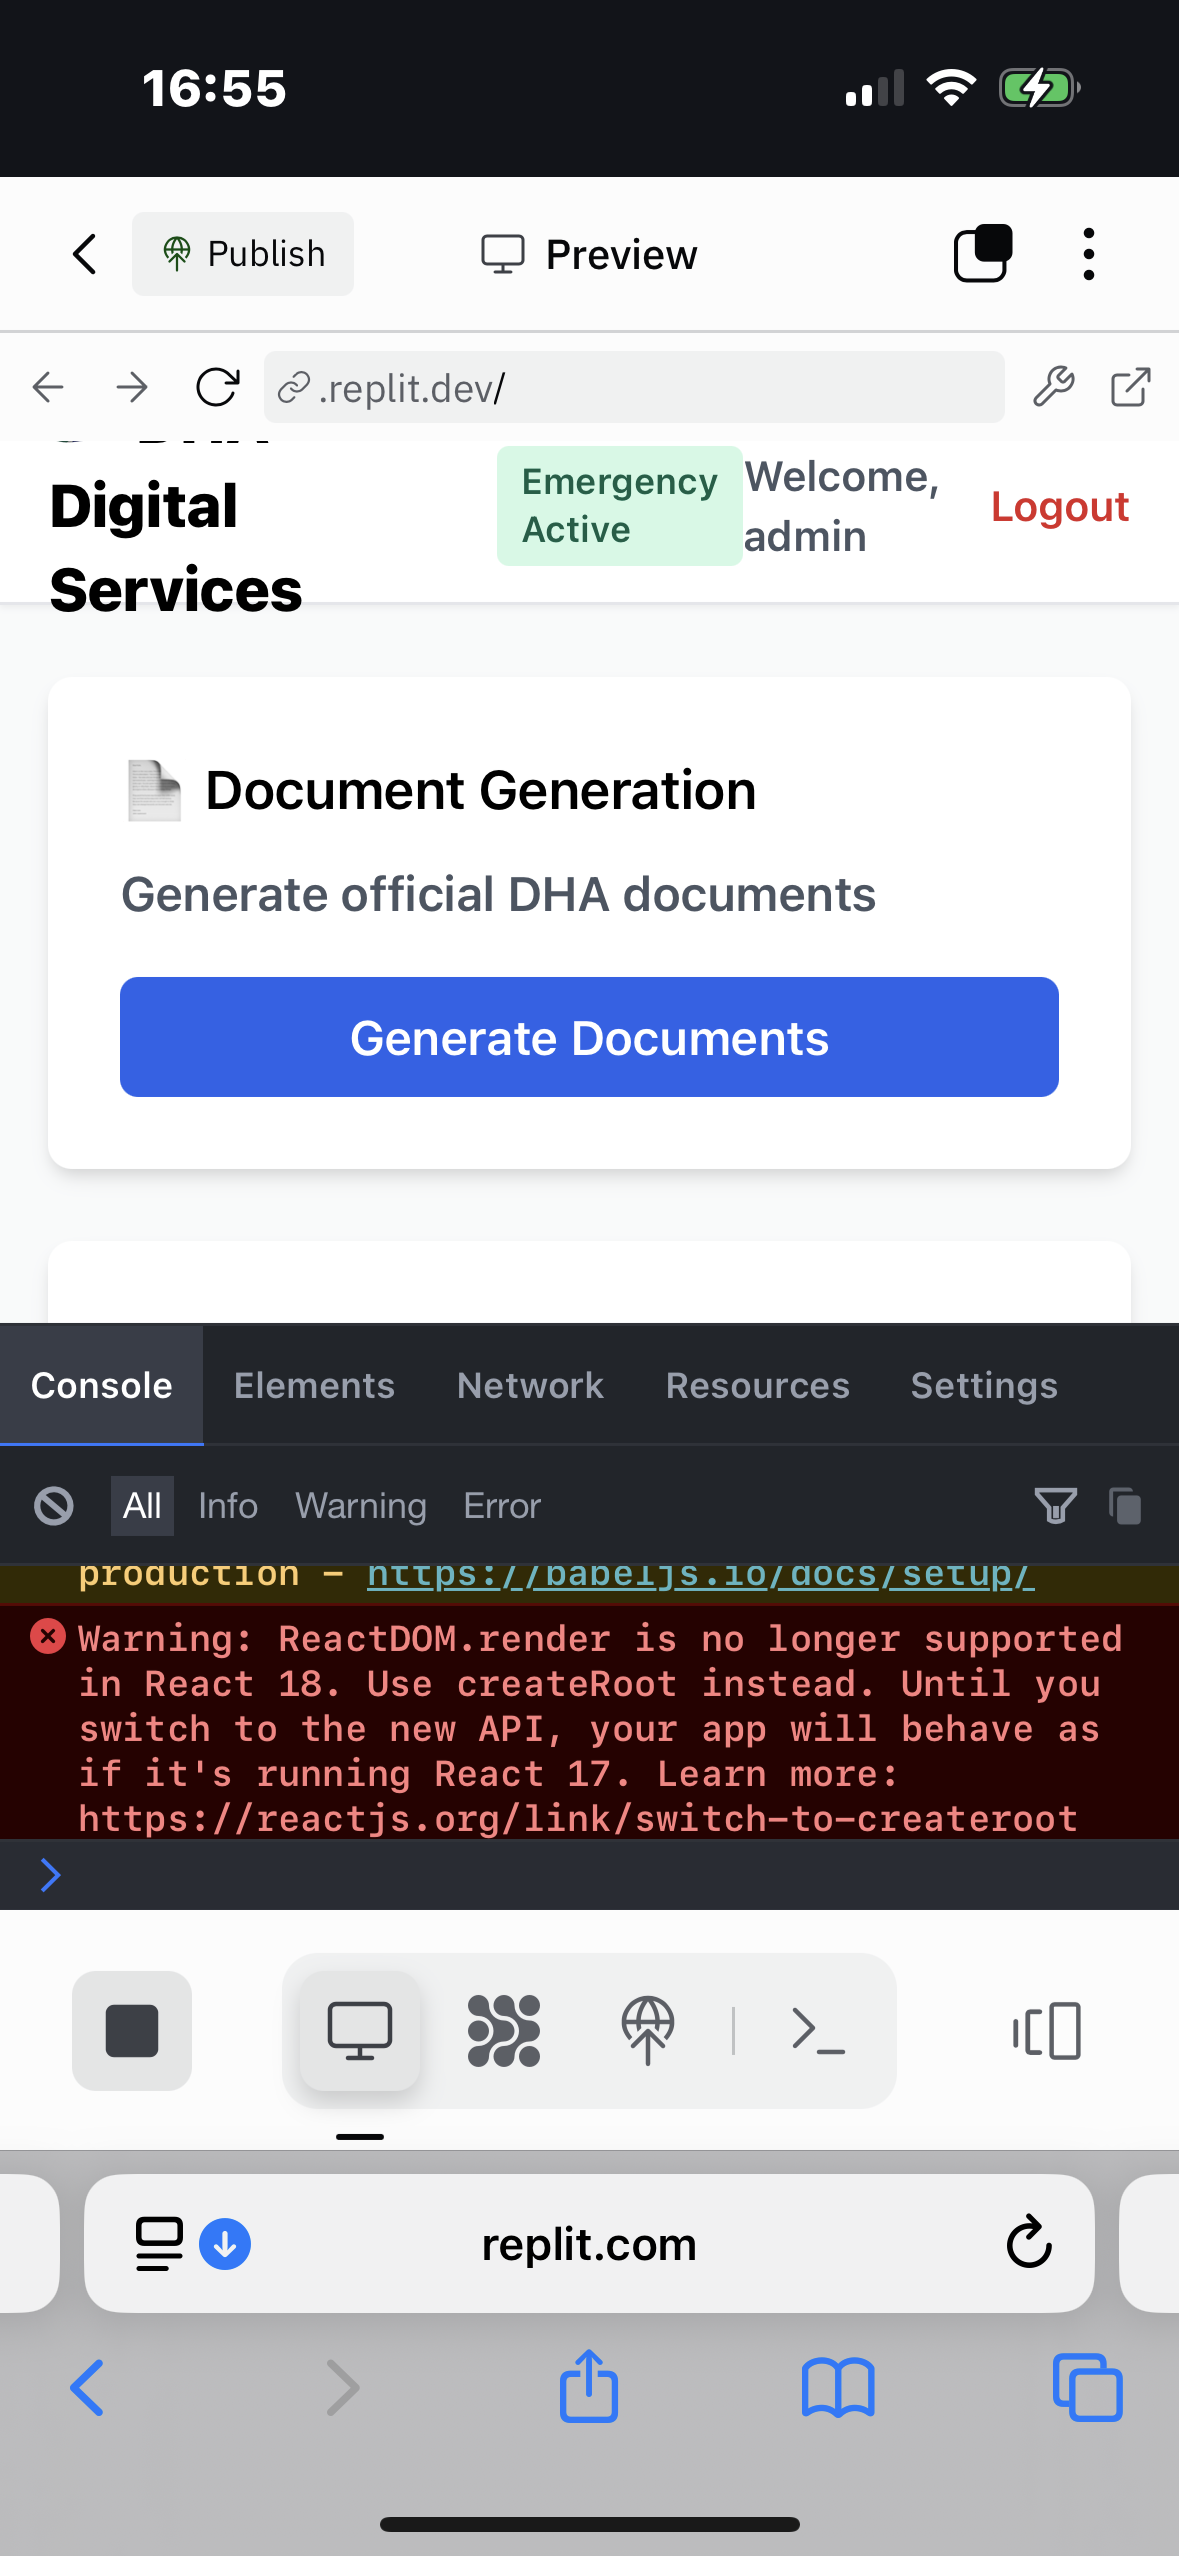 16:55
Publish
Preview
.replit.dev/
DHA
Digital
Services
Emergency
Active
Welcome,
admin
Logout
Document Generation
Generate official DHA documents
Generate Documents
Console
Elements
Network
Resources
Settings
All
Info
Warning
Error
production – https://babeljs.io/docs/setup/
Warning: ReactDOM.render is no longer supported
in React 18. Use createRoot instead. Until you
switch to the new API, your app will behave as
if it's running React 17. Learn more:
https://reactjs.org/link/switch-to-createroot
replit.com